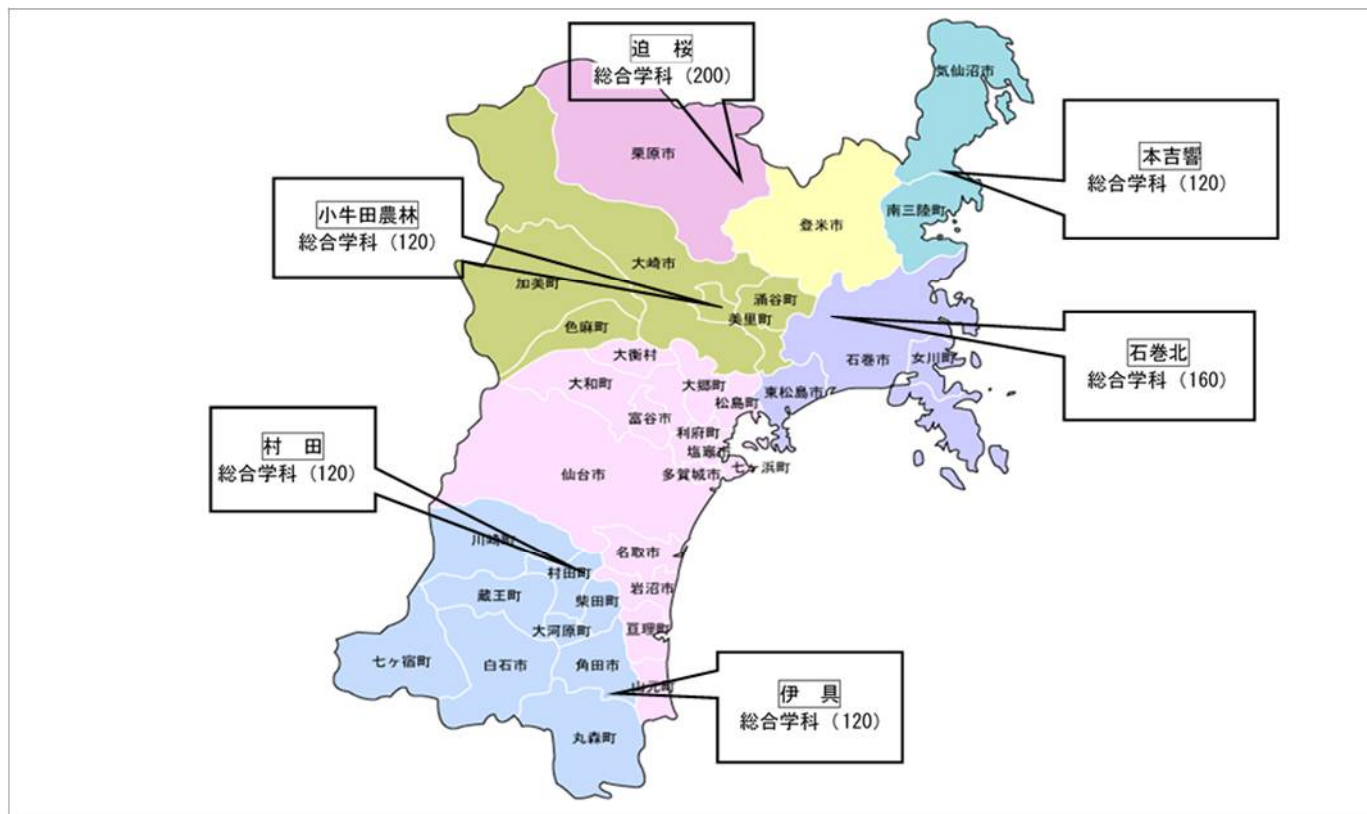 迫　桜
総合学科（200）
気仙沼市
本吉響
総合学科（120）
栗原市
小牛田農林
総合学科（120）
登米市
南三陸町
大崎市
加美町
涌谷町
美里町
色麻町
石巻北
総合学科（160）
大衡村
石巻市
女川町
大和町
大郷町
東松島市
松島町
富谷市
利府町
村　田
総合学科（120）
塩竈市
七ヶ浜町
仙台市
多賀城市
川崎町
名取市
村田町
岩沼市
蔵王町
柴田町
大河原町
亘理町
七ヶ宿町
白石市
角田市
山元町
伊　具
総合学科（120）
丸森町